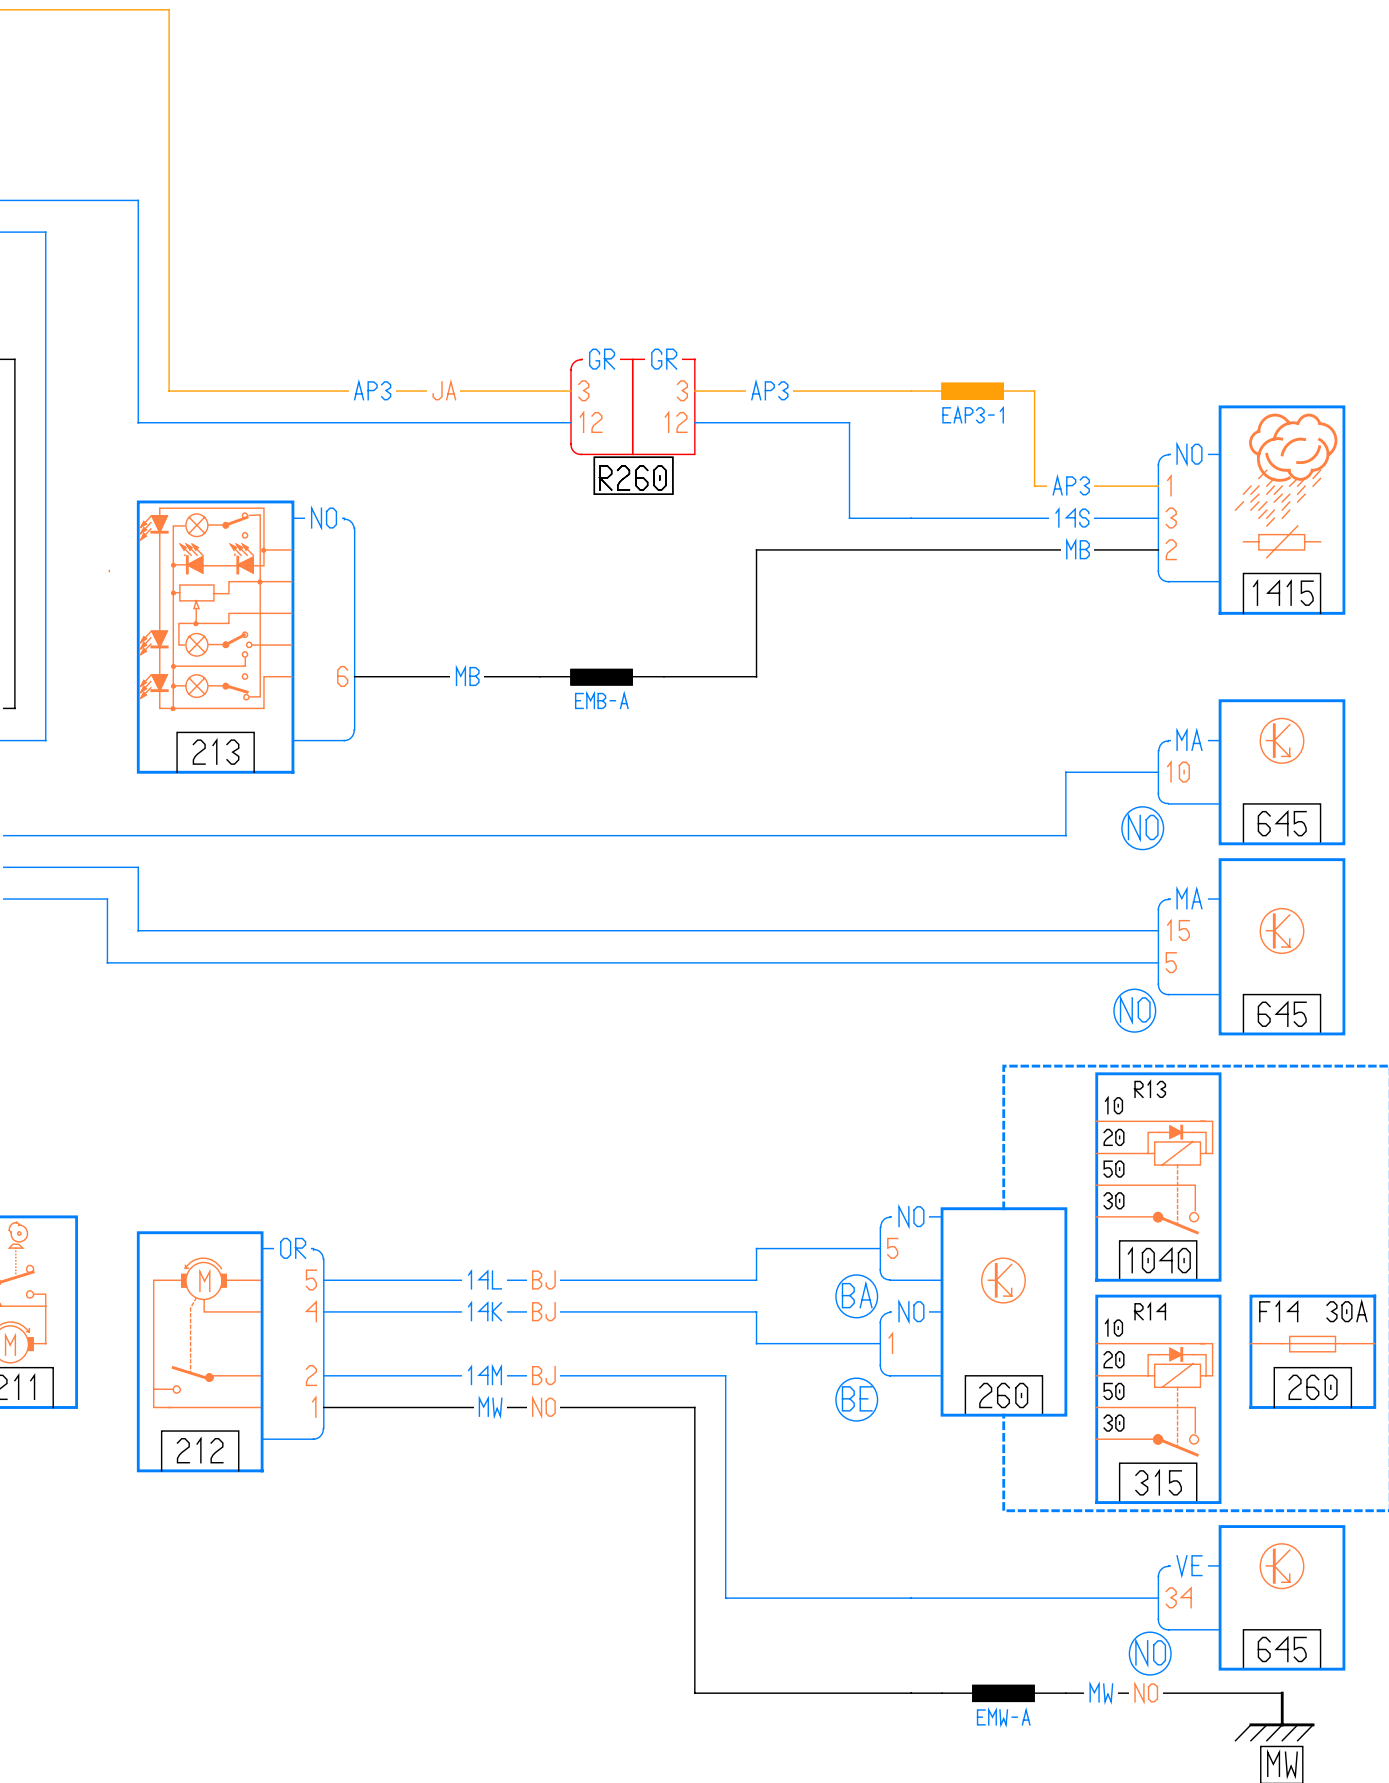 GR GR
AP3 JA 3 3 AP3
EAP3-1
12 12
R260
NO
AP3 1
14S 3
MB 2
1415
NO
6 MB
EMB-A
213
MA
10
NO
645
MA
15
5
NO
645
R13
10
20
50
30
1040
NO
5
BA
NO
1
BE
260
R14
10
20
50
30
315
F14 30A
260
M
211
OR
M
5 14L BJ
4 14K BJ
2 14M BJ
1 MW NO
212
VE
34
NO
645
EMW-A
MW NO
MW